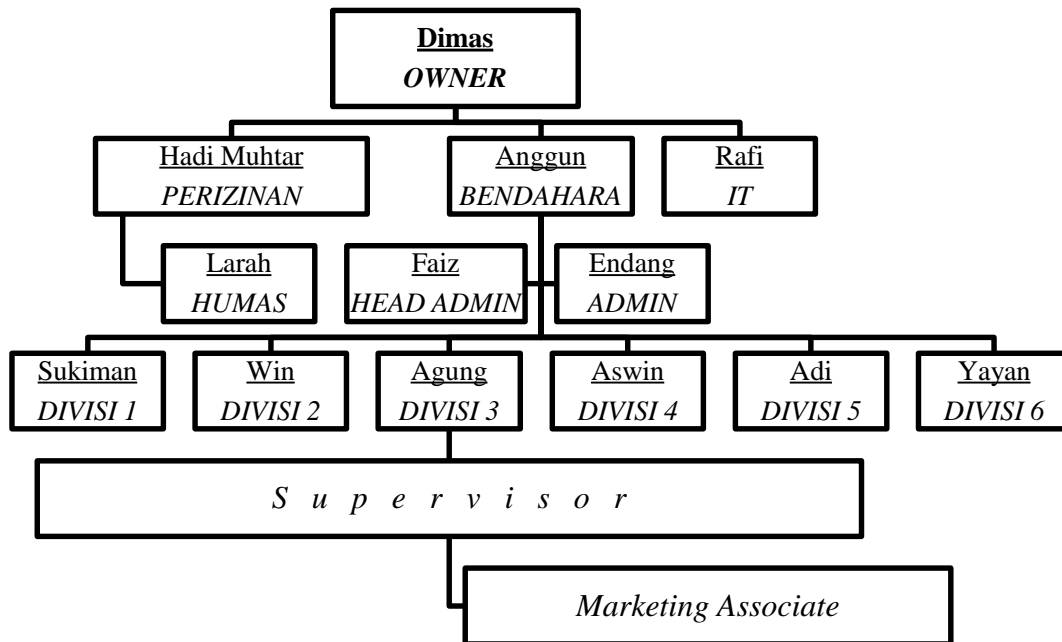 Dimas
OWNER
Hadi Muhtar
PERIZINAN
Anggun
BENDAHARA
Rafi
IT
Larah
HUMAS
Faiz
HEAD ADMIN
Endang
ADMIN
Sukiman
DIVISI 1
Win
DIVISI 2
Agung
DIVISI 3
Aswin
DIVISI 4
Adi
DIVISI 5
Yayan
DIVISI 6
S u p e r v i s o r
Marketing Associate